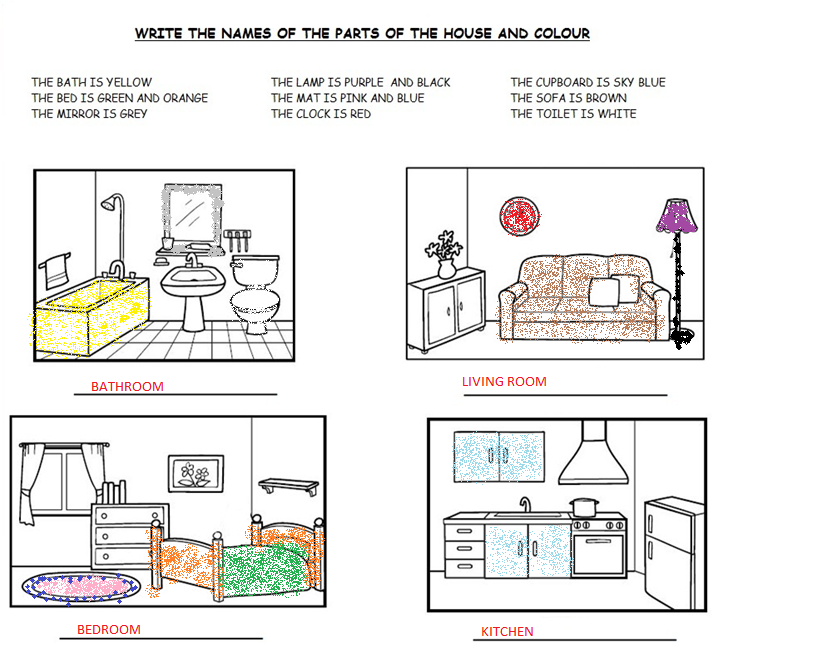 WRITE THE NAMES OF THE PARTS OF THE HOUSE AND COLOUR
THE BATH IS YELLOW
THE BED IS GREEN AND ORANGE
THE MIRROR IS GREY
THE LAMP IS PURPLE AND BLACK
THE MAT IS PINK AND BLUE
THE CLOCK IS RED
THE CUPBOARD IS SKY BLUE
THE SOFA IS BROWN
THE TOILET IS WHITE
BATHROOM
LIVING ROOM
BEDROOM
KITCHEN